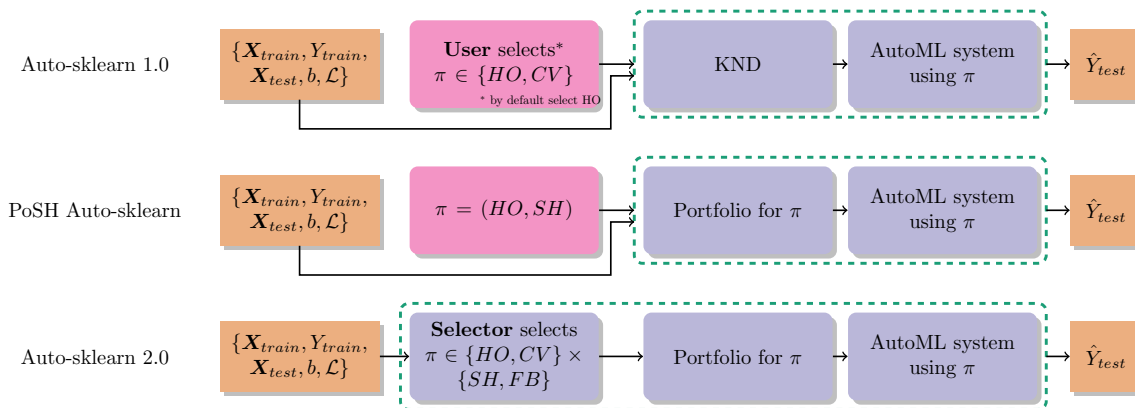 Auto-sklearn 1.0
{X_train, Y_train,
X_test, b, L}
User selects*
π ∈ {HO, CV}
* by default select HO
KND
AutoML system
using π
Ŷ_test
PoSH Auto-sklearn
{X_train, Y_train,
X_test, b, L}
π = (HO, SH)
Portfolio for π
AutoML system
using π
Ŷ_test
Auto-sklearn 2.0
{X_train, Y_train,
X_test, b, L}
Selector selects
π ∈ {HO, CV} ×
{SH, FB}
Portfolio for π
AutoML system
using π
Ŷ_test